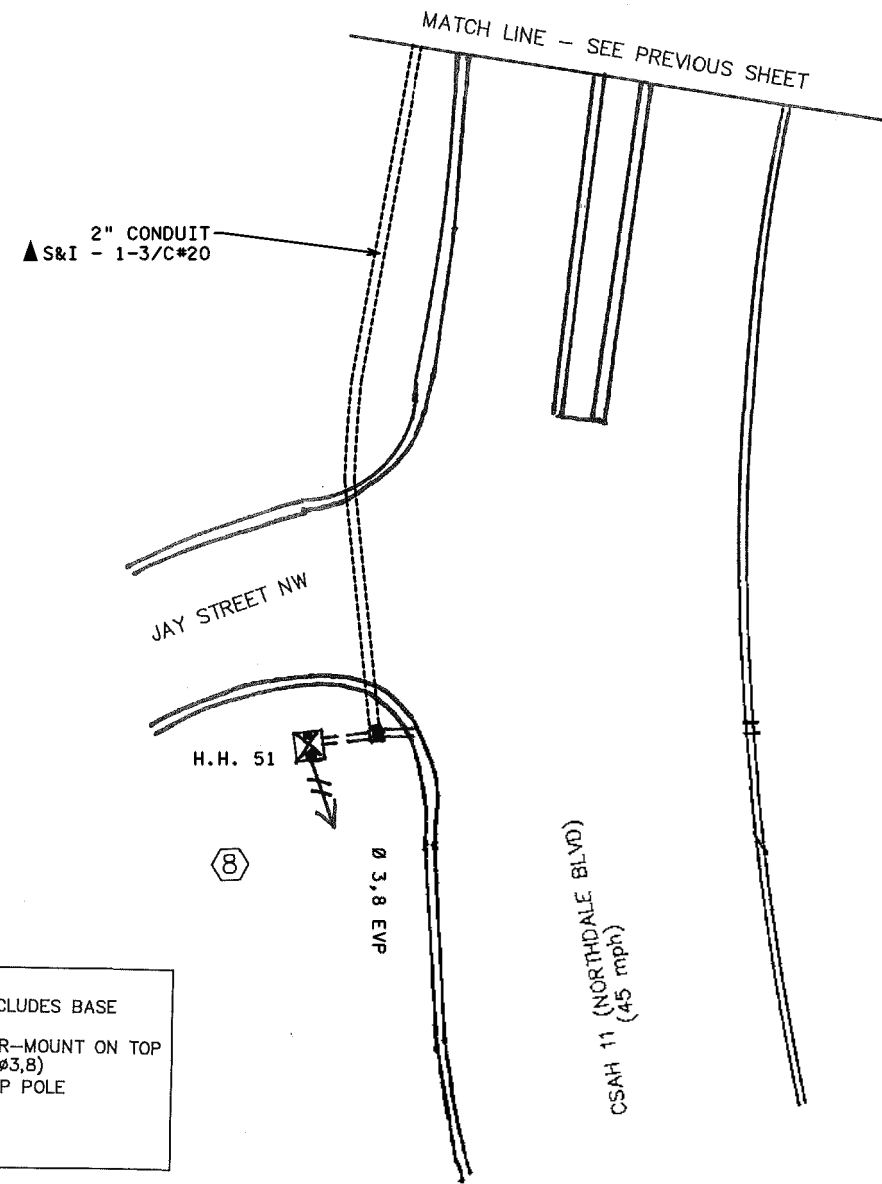 MATCH LINE – SEE PREVIOUS SHEET
2" CONDUIT
▲ S&I - 1-3/C#20
JAY STREET NW
H.H. 51
8
Ø 3,8 EVP
CSAH 11 (NORTHDALE BLVD)
(45 mph)
CLUDES BASE
R–MOUNT ON TOP
ø3,8)
P POLE